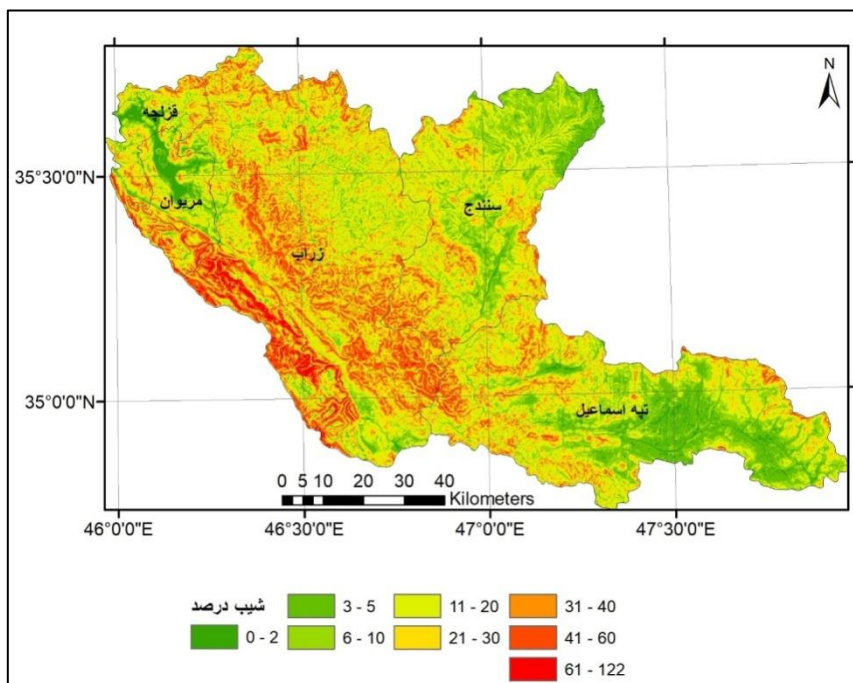 N
قزلجه
35°30'0"N
مریوان
سنندج
زراب
35°0'0"N
تپه اسماعیل
0 5 10 20 30 40
Kilometers
46°0'0"E 46°30'0"E 47°0'0"E 47°30'0"E
شیب درصد
3 - 5 11 - 20 31 - 40
0 - 2 6 - 10 21 - 30 41 - 60
61 - 122